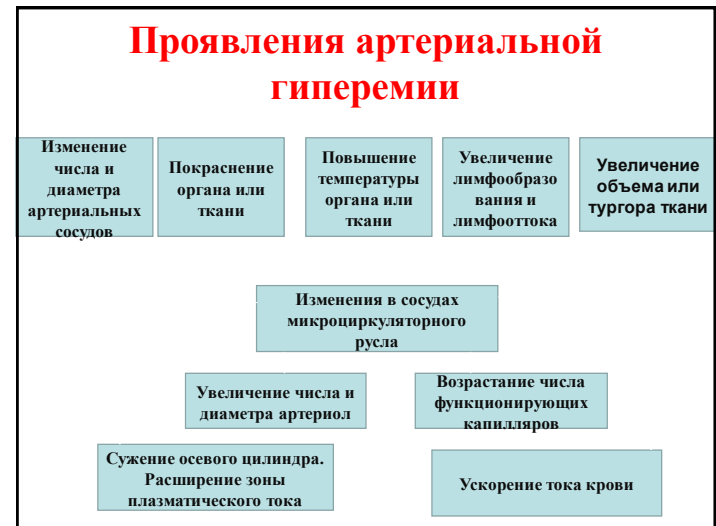 Проявления артериальной
гиперемии
Изменение
числа и
диаметра
артериальных
сосудов
Покраснение
органа или
ткани
Повышение
температуры
органа или
ткани
Увеличение
лимфообразо
вания и
лимфооттока
Увеличение
объема или
тургора ткани
Изменения в сосудах
микроциркуляторного
русла
Увеличение числа и
диаметра артериол
Возрастание числа
функционирующих
капилляров
Сужение осевого цилиндра.
Расширение зоны
плазматического тока
Ускорение тока крови